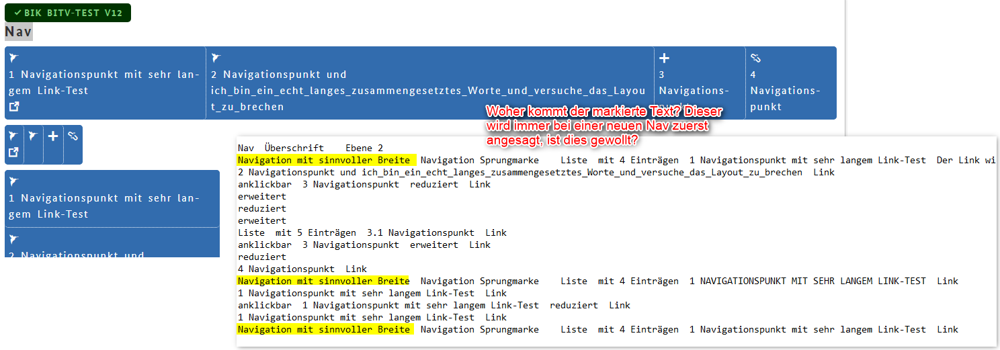 ✓ BIK BITV-TEST V12
Nav
1 Navigationspunkt mit sehr lan-
gem Link-Test
2 Navigationspunkt und
ich_bin_ein_echt_langes_zusammengesetztes_Worte_und_versuche_das_Layou
t_zu_brechen
3
Navigations-
4
Navigations-
punkt
Woher kommt der markierte Text? Dieser
wird immer bei einer neuen Nav zuerst
angesagt, ist dies gewollt?
1 Navigationspunkt mit sehr lan-
gem Link-Test
2 Navigationspunkt und
Nav Überschrift Ebene 2
Navigation mit sinnvoller Breite Navigation Sprungmarke Liste mit 4 Einträgen 1 Navigationspunkt mit sehr langem Link-Test Der Link wi
2 Navigationspunkt und ich_bin_ein_echt_langes_zusammengesetztes_Worte_und_versuche_das_Layout_zu_brechen Link
anklickbar 3 Navigationspunkt reduziert Link
erweitert
reduziert
erweitert
Liste mit 5 Einträgen 3.1 Navigationspunkt Link
anklickbar 3 Navigationspunkt erweitert Link
reduziert
4 Navigationspunkt Link
Navigation mit sinnvoller Breite Navigation Sprungmarke Liste mit 4 Einträgen 1 NAVIGATIONSPUNKT MIT SEHR LANGEM LINK-TEST Link
1 Navigationspunkt mit sehr langem Link-Test Link
anklickbar 1 Navigationspunkt mit sehr langem Link-Test reduziert Link
1 Navigationspunkt mit sehr langem Link-Test Link
Navigation mit sinnvoller Breite Navigation Sprungmarke Liste mit 4 Einträgen 1 Navigationspunkt mit sehr langem Link-Test Link